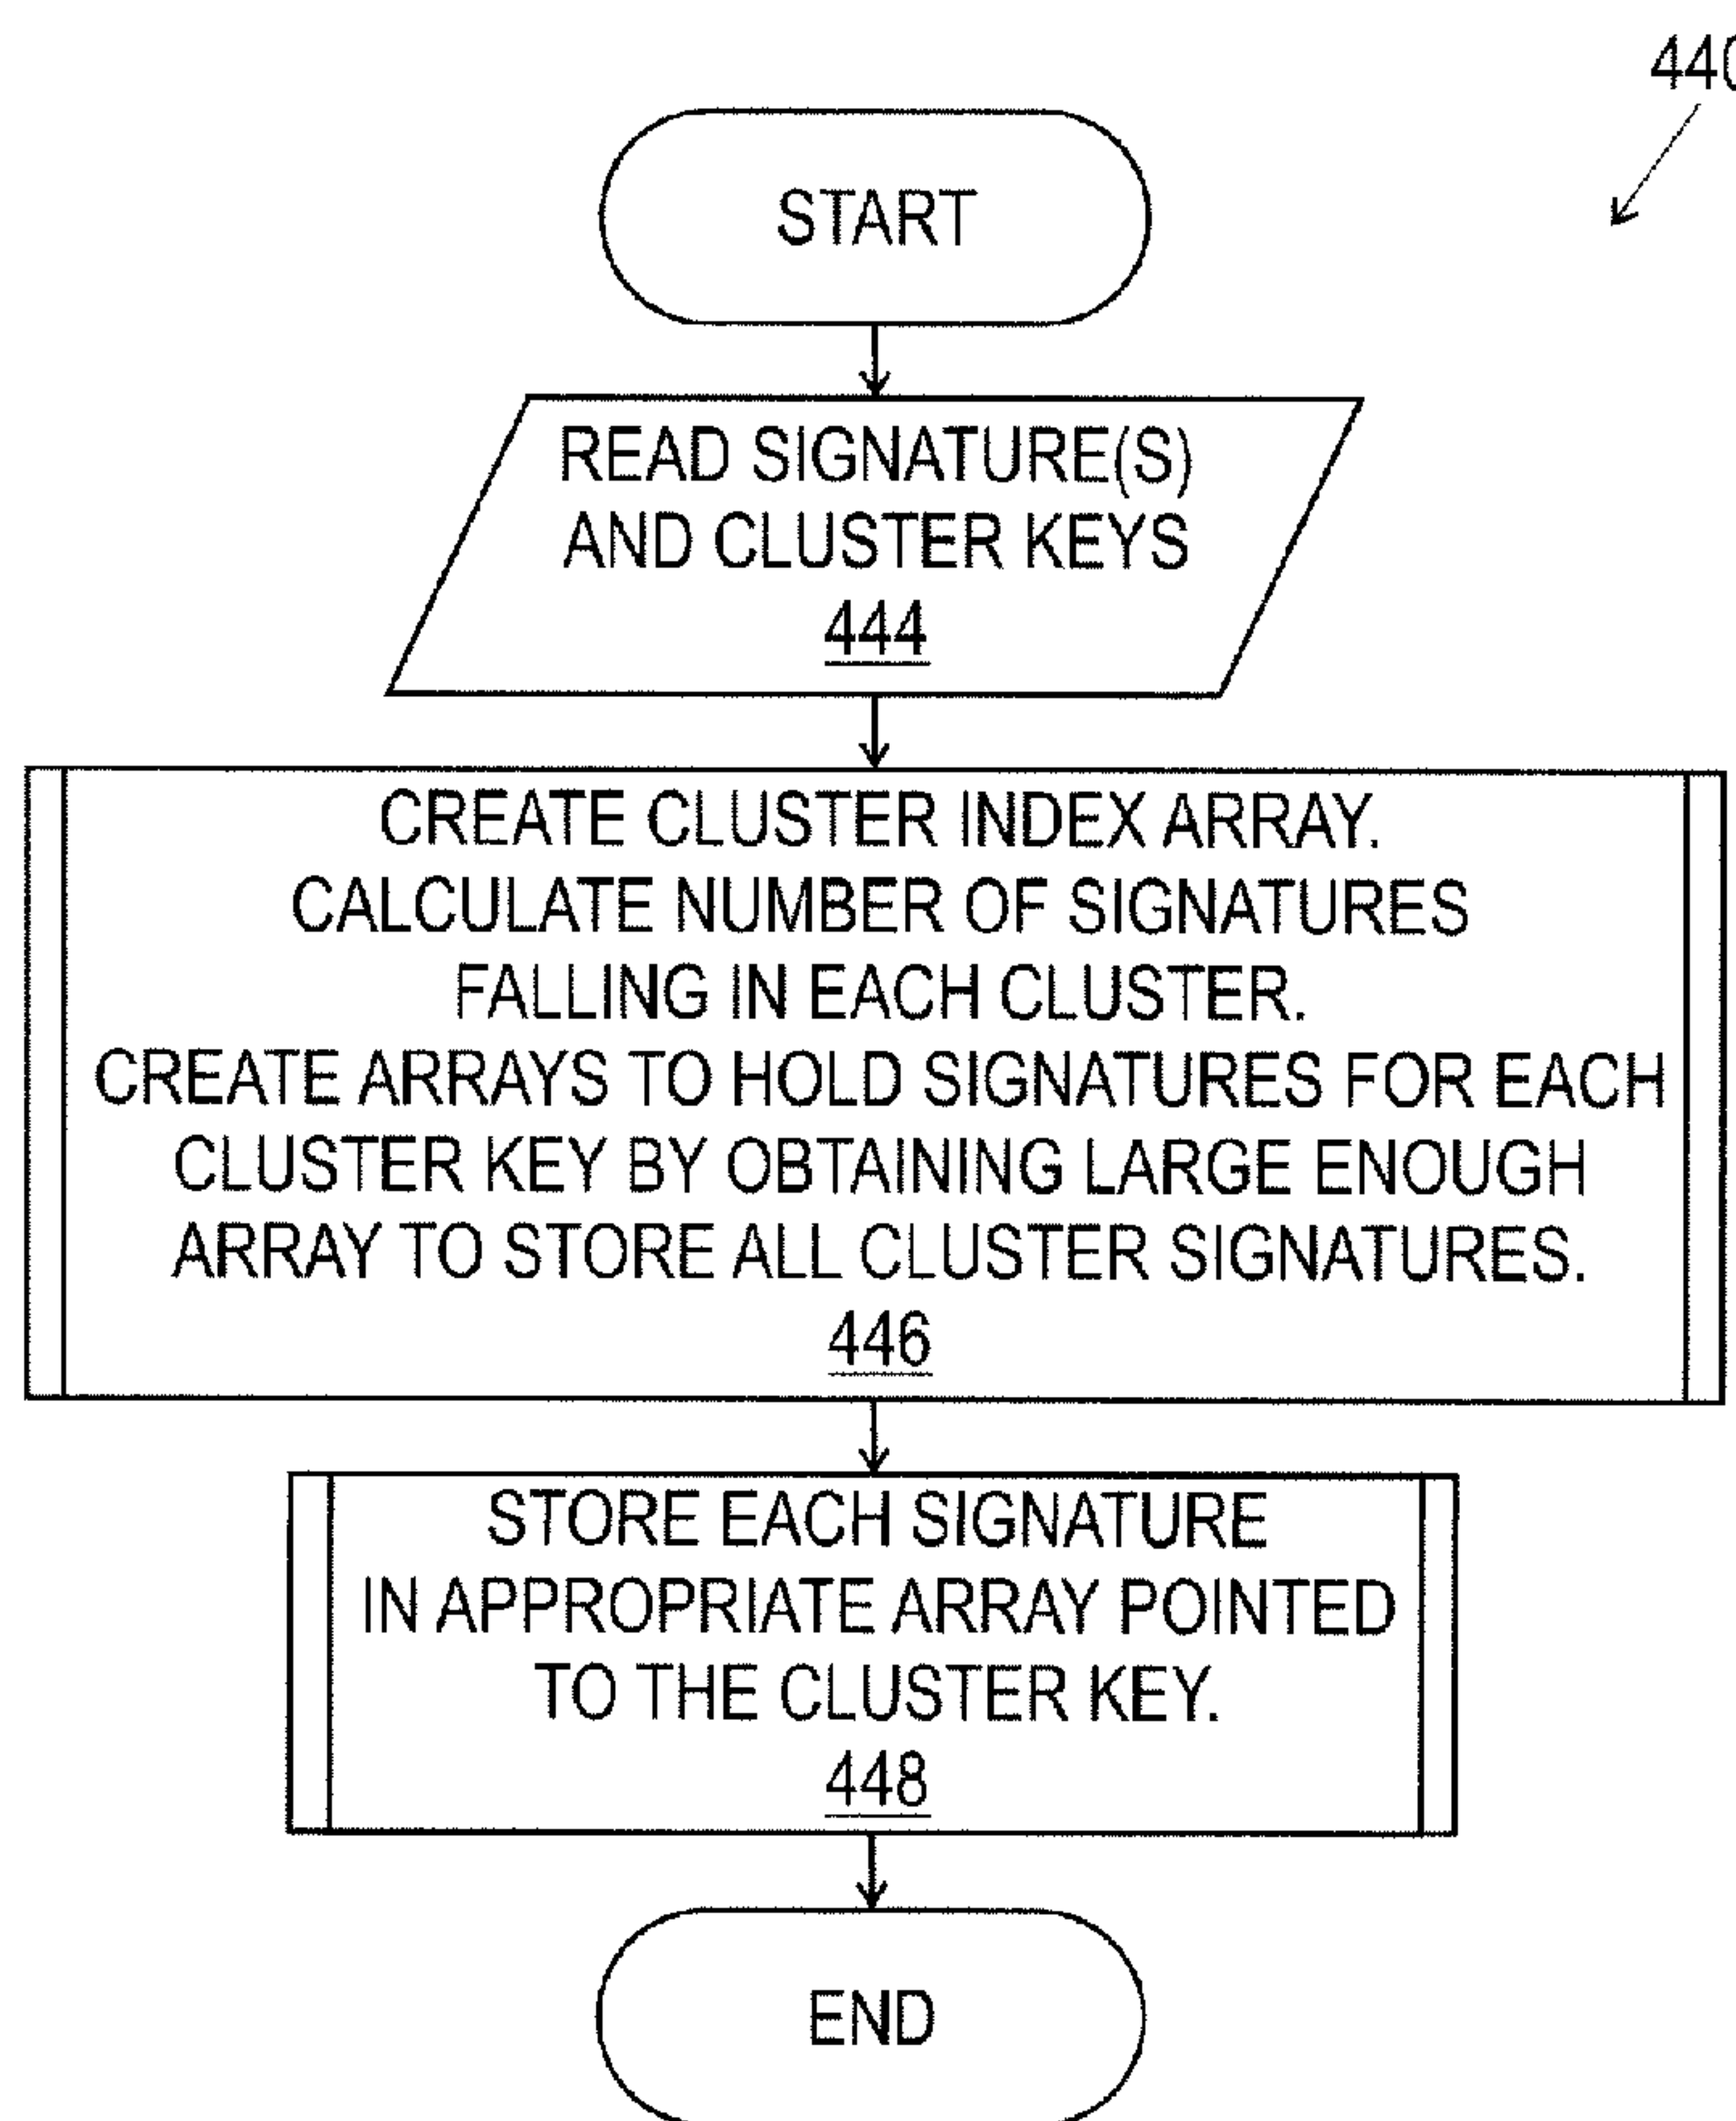 440
START
READ SIGNATURE(S)
AND CLUSTER KEYS
444
CREATE CLUSTER INDEX ARRAY.
CALCULATE NUMBER OF SIGNATURES
FALLING IN EACH CLUSTER.
CREATE ARRAYS TO HOLD SIGNATURES FOR EACH
CLUSTER KEY BY OBTAINING LARGE ENOUGH
ARRAY TO STORE ALL CLUSTER SIGNATURES.
446
STORE EACH SIGNATURE
IN APPROPRIATE ARRAY POINTED
TO THE CLUSTER KEY.
448
END